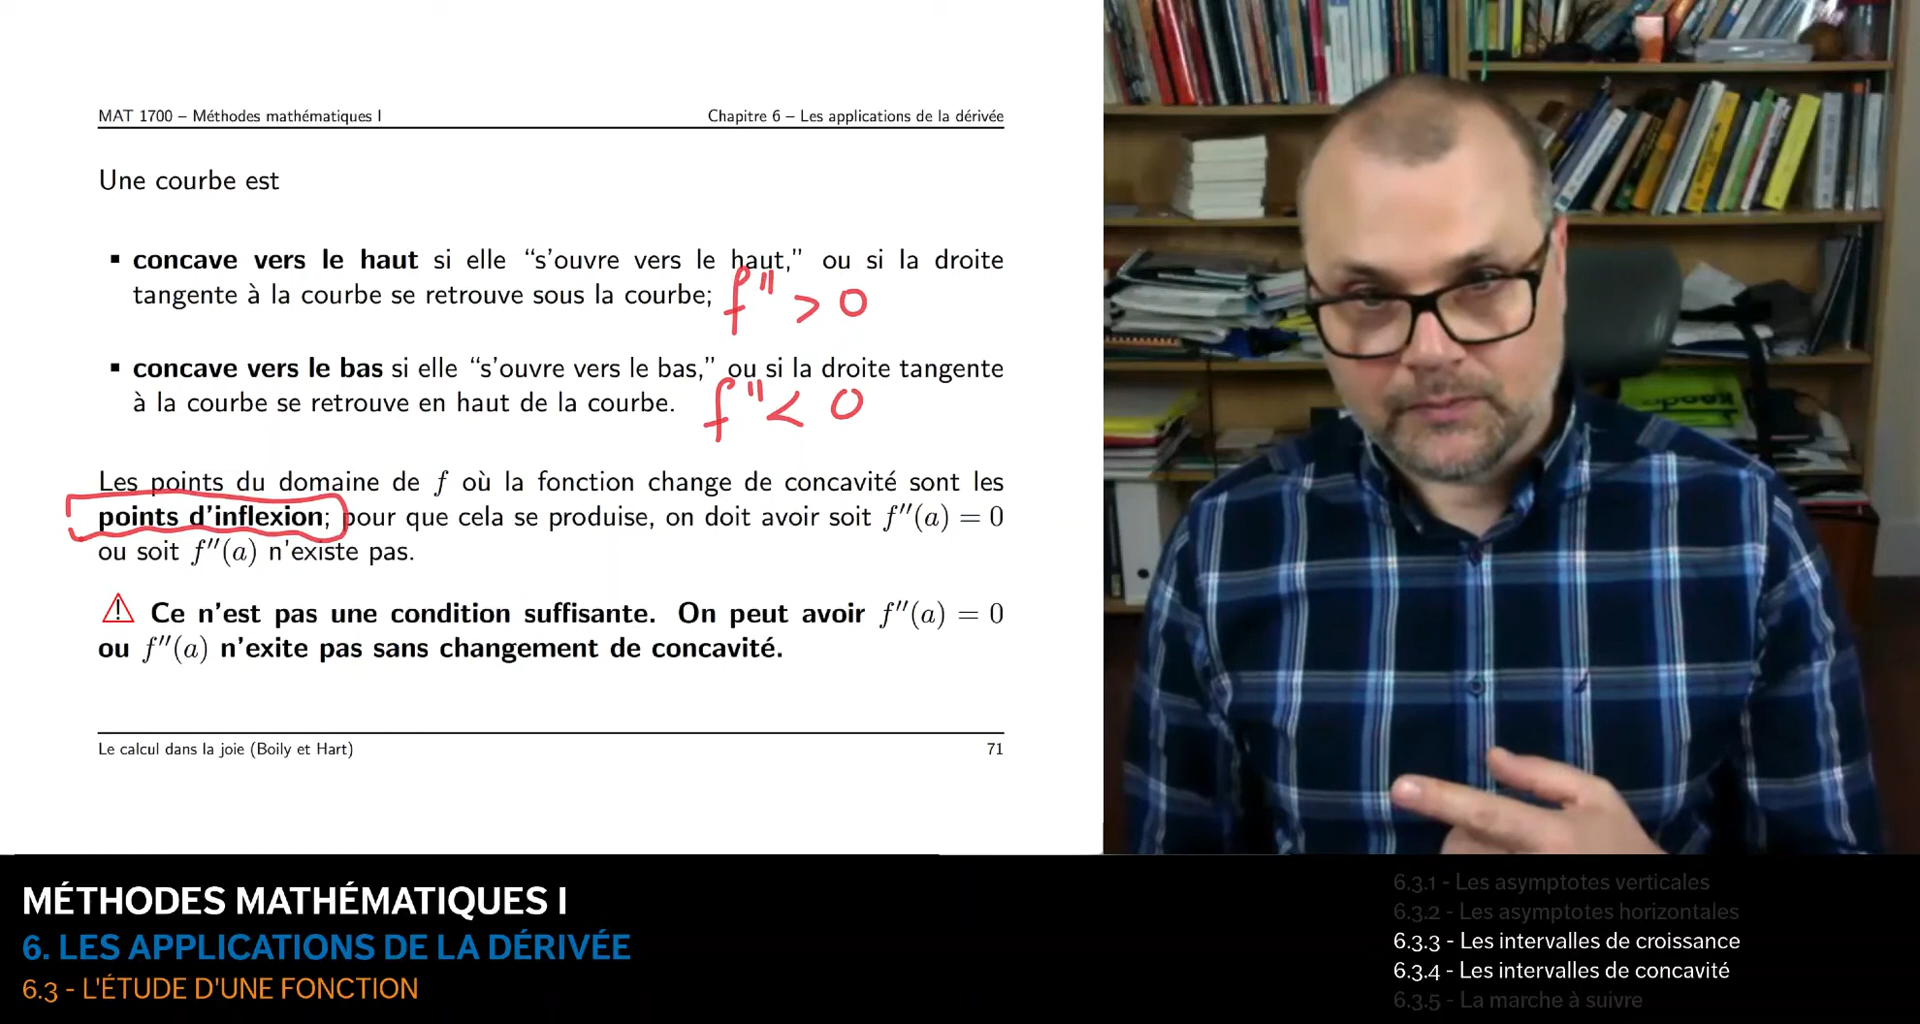 MAT 1700 – Méthodes mathématiques I
Chapitre 6 – Les applications de la dérivée
Une courbe est
▪ concave vers le haut si elle “s'ouvre vers le haut,” ou si la droite
tangente à la courbe se retrouve sous la courbe; f'' > 0
▪ concave vers le bas si elle “s'ouvre vers le bas,” ou si la droite tangente
à la courbe se retrouve en haut de la courbe. f'' < 0
Les points du domaine de f où la fonction change de concavité sont les
points d'inflexion; pour que cela se produise, on doit avoir soit f''(a) = 0
ou soit f''(a) n'existe pas.
Ce n'est pas une condition suffisante. On peut avoir f''(a) = 0
ou f''(a) n'exite pas sans changement de concavité.
Le calcul dans la joie (Boily et Hart)
71
MÉTHODES MATHÉMATIQUES I
6. LES APPLICATIONS DE LA DÉRIVÉE
6.3 - L'ÉTUDE D'UNE FONCTION
6.3.1 - Les asymptotes verticales
6.3.2 - Les asymptotes horizontales
6.3.3 - Les intervalles de croissance
6.3.4 - Les intervalles de concavité
6.3.5 - La marche à suivre